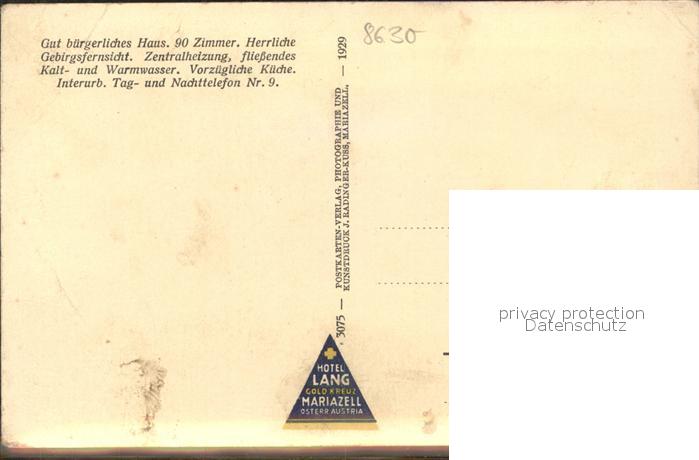 Gut bürgerliches Haus. 90 Zimmer. Herrliche
Gebirgsfernsicht. Zentralheizung, fließendes
Kalt- und Warmwasser. Vorzügliche Küche.
Interurb. Tag- und Nachttelefon Nr. 9.
8630
3075 — POSTKARTEN-VERLAG, PHOTOGRAPHIE UND
KUNSTDRUCK J. RADINGER-KUSS, MARIAZELL. — 1929
HOTEL
LANG
GOLD KREUZ
MARIAZELL
ÖSTERR AUSTRIA
privacy protection
Datenschutz